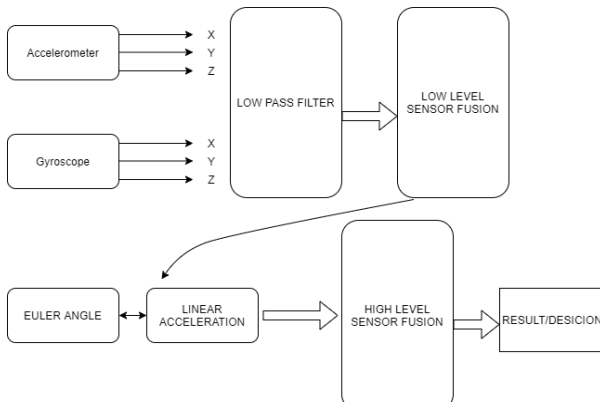 Accelerometer
X
Y
Z
LOW PASS FILTER
LOW LEVEL
SENSOR FUSION
Gyroscope
X
Y
Z
EULER ANGLE
LINEAR
ACCELERATION
HIGH LEVEL
SENSOR FUSION
RESULT/DESICION